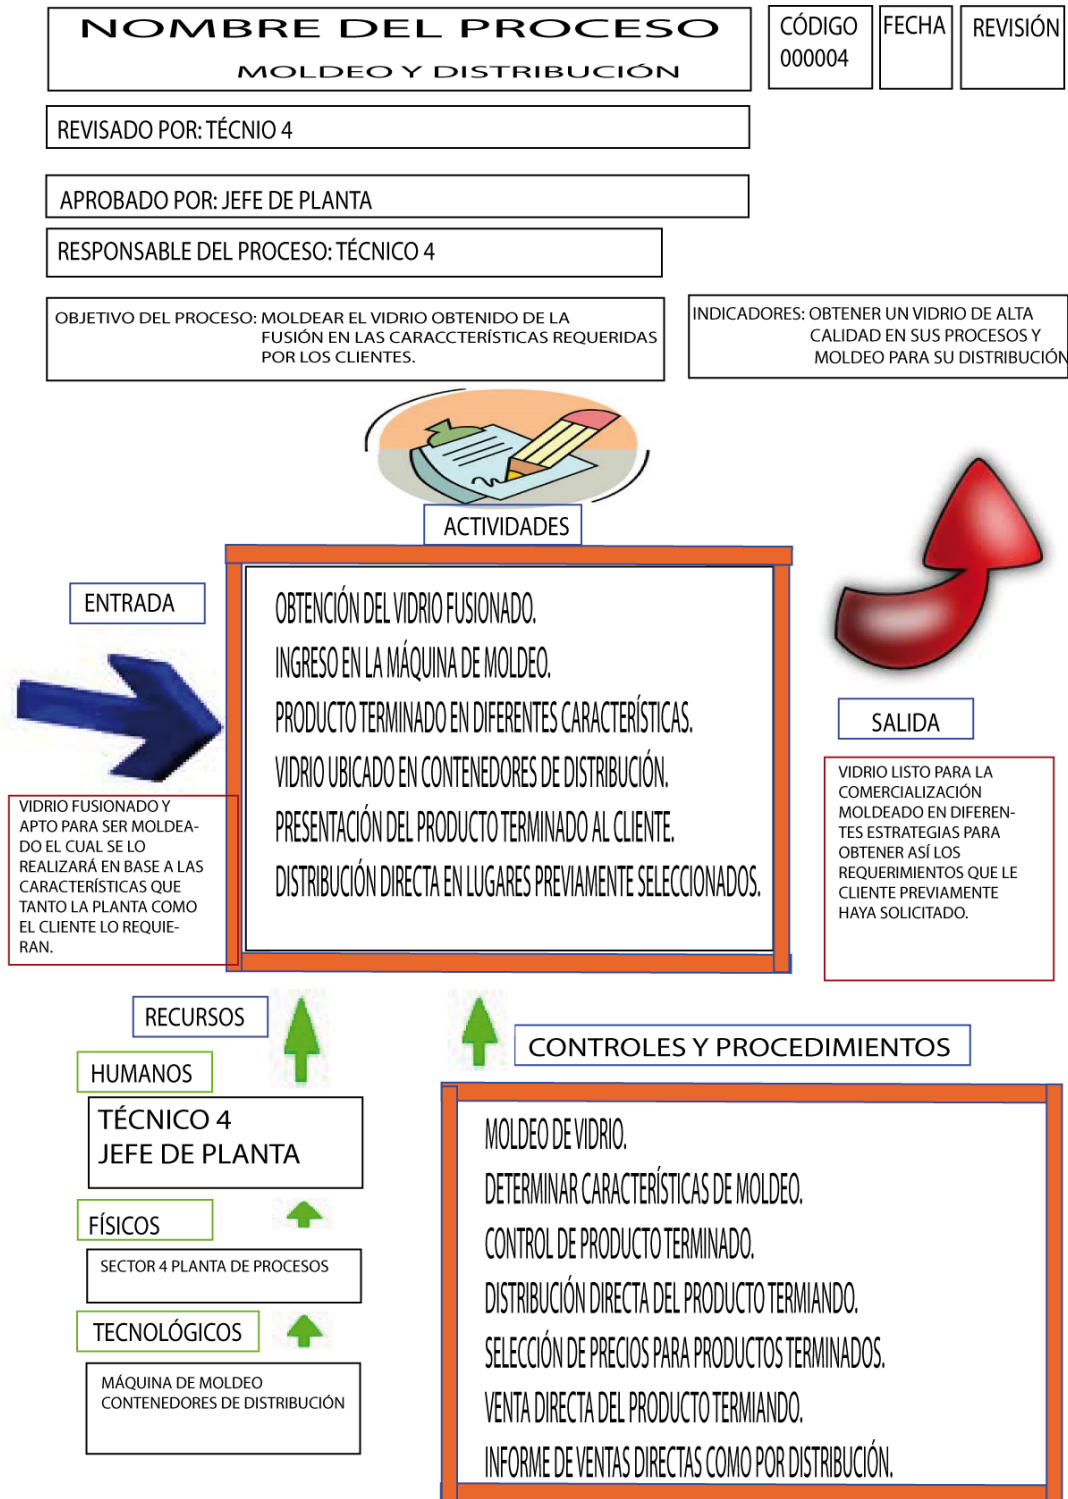 NOMBRE DEL PROCESO
MOLDEO Y DISTRIBUCIÓN
CÓDIGO
000004
FECHA
REVISIÓN
REVISADO POR: TÉCNIO 4
APROBADO POR: JEFE DE PLANTA
RESPONSABLE DEL PROCESO: TÉCNICO 4
OBJETIVO DEL PROCESO: MOLDEAR EL VIDRIO OBTENIDO DE LA
FUSIÓN EN LAS CARACCTERÍSTICAS REQUERIDAS
POR LOS CLIENTES.
INDICADORES: OBTENER UN VIDRIO DE ALTA
CALIDAD EN SUS PROCESOS Y
MOLDEO PARA SU DISTRIBUCIÓN
ACTIVIDADES
OBTENCIÓN DEL VIDRIO FUSIONADO.
INGRESO EN LA MÁQUINA DE MOLDEO.
PRODUCTO TERMINADO EN DIFERENTES CARACTERÍSTICAS.
VIDRIO UBICADO EN CONTENEDORES DE DISTRIBUCIÓN.
PRESENTACIÓN DEL PRODUCTO TERMINADO AL CLIENTE.
DISTRIBUCIÓN DIRECTA EN LUGARES PREVIAMENTE SELECCIONADOS.
ENTRADA
VIDRIO FUSIONADO Y
APTO PARA SER MOLDEA-
DO EL CUAL SE LO
REALIZARÁ EN BASE A LAS
CARACTERÍSTICAS QUE
TANTO LA PLANTA COMO
EL CLIENTE LO REQUIE-
RAN.
SALIDA
VIDRIO LISTO PARA LA
COMERCIALIZACIÓN
MOLDEADO EN DIFEREN-
TES ESTRATEGIAS PARA
OBTENER ASÍ LOS
REQUERIMIENTOS QUE LE
CLIENTE PREVIAMENTE
HAYA SOLICITADO.
RECURSOS
HUMANOS
TÉCNICO 4
JEFE DE PLANTA
FÍSICOS
SECTOR 4 PLANTA DE PROCESOS
TECNOLÓGICOS
MÁQUINA DE MOLDEO
CONTENEDORES DE DISTRIBUCIÓN
CONTROLES Y PROCEDIMIENTOS
MOLDEO DE VIDRIO.
DETERMINAR CARACTERÍSTICAS DE MOLDEO.
CONTROL DE PRODUCTO TERMINADO.
DISTRIBUCIÓN DIRECTA DEL PRODUCTO TERMIANDO.
SELECCIÓN DE PRECIOS PARA PRODUCTOS TERMINADOS.
VENTA DIRECTA DEL PRODUCTO TERMIANDO.
INFORME DE VENTAS DIRECTAS COMO POR DISTRIBUCIÓN.